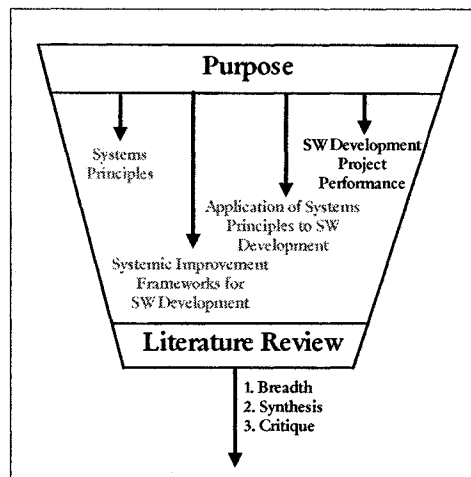 Purpose
Systems
Principles
SW Development
Project
Performance
Application of Systems
Principles to SW
Development
Systemic Improvement
Frameworks for
SW Development
Literature Review
1. Breadth
2. Synthesis
3. Critique